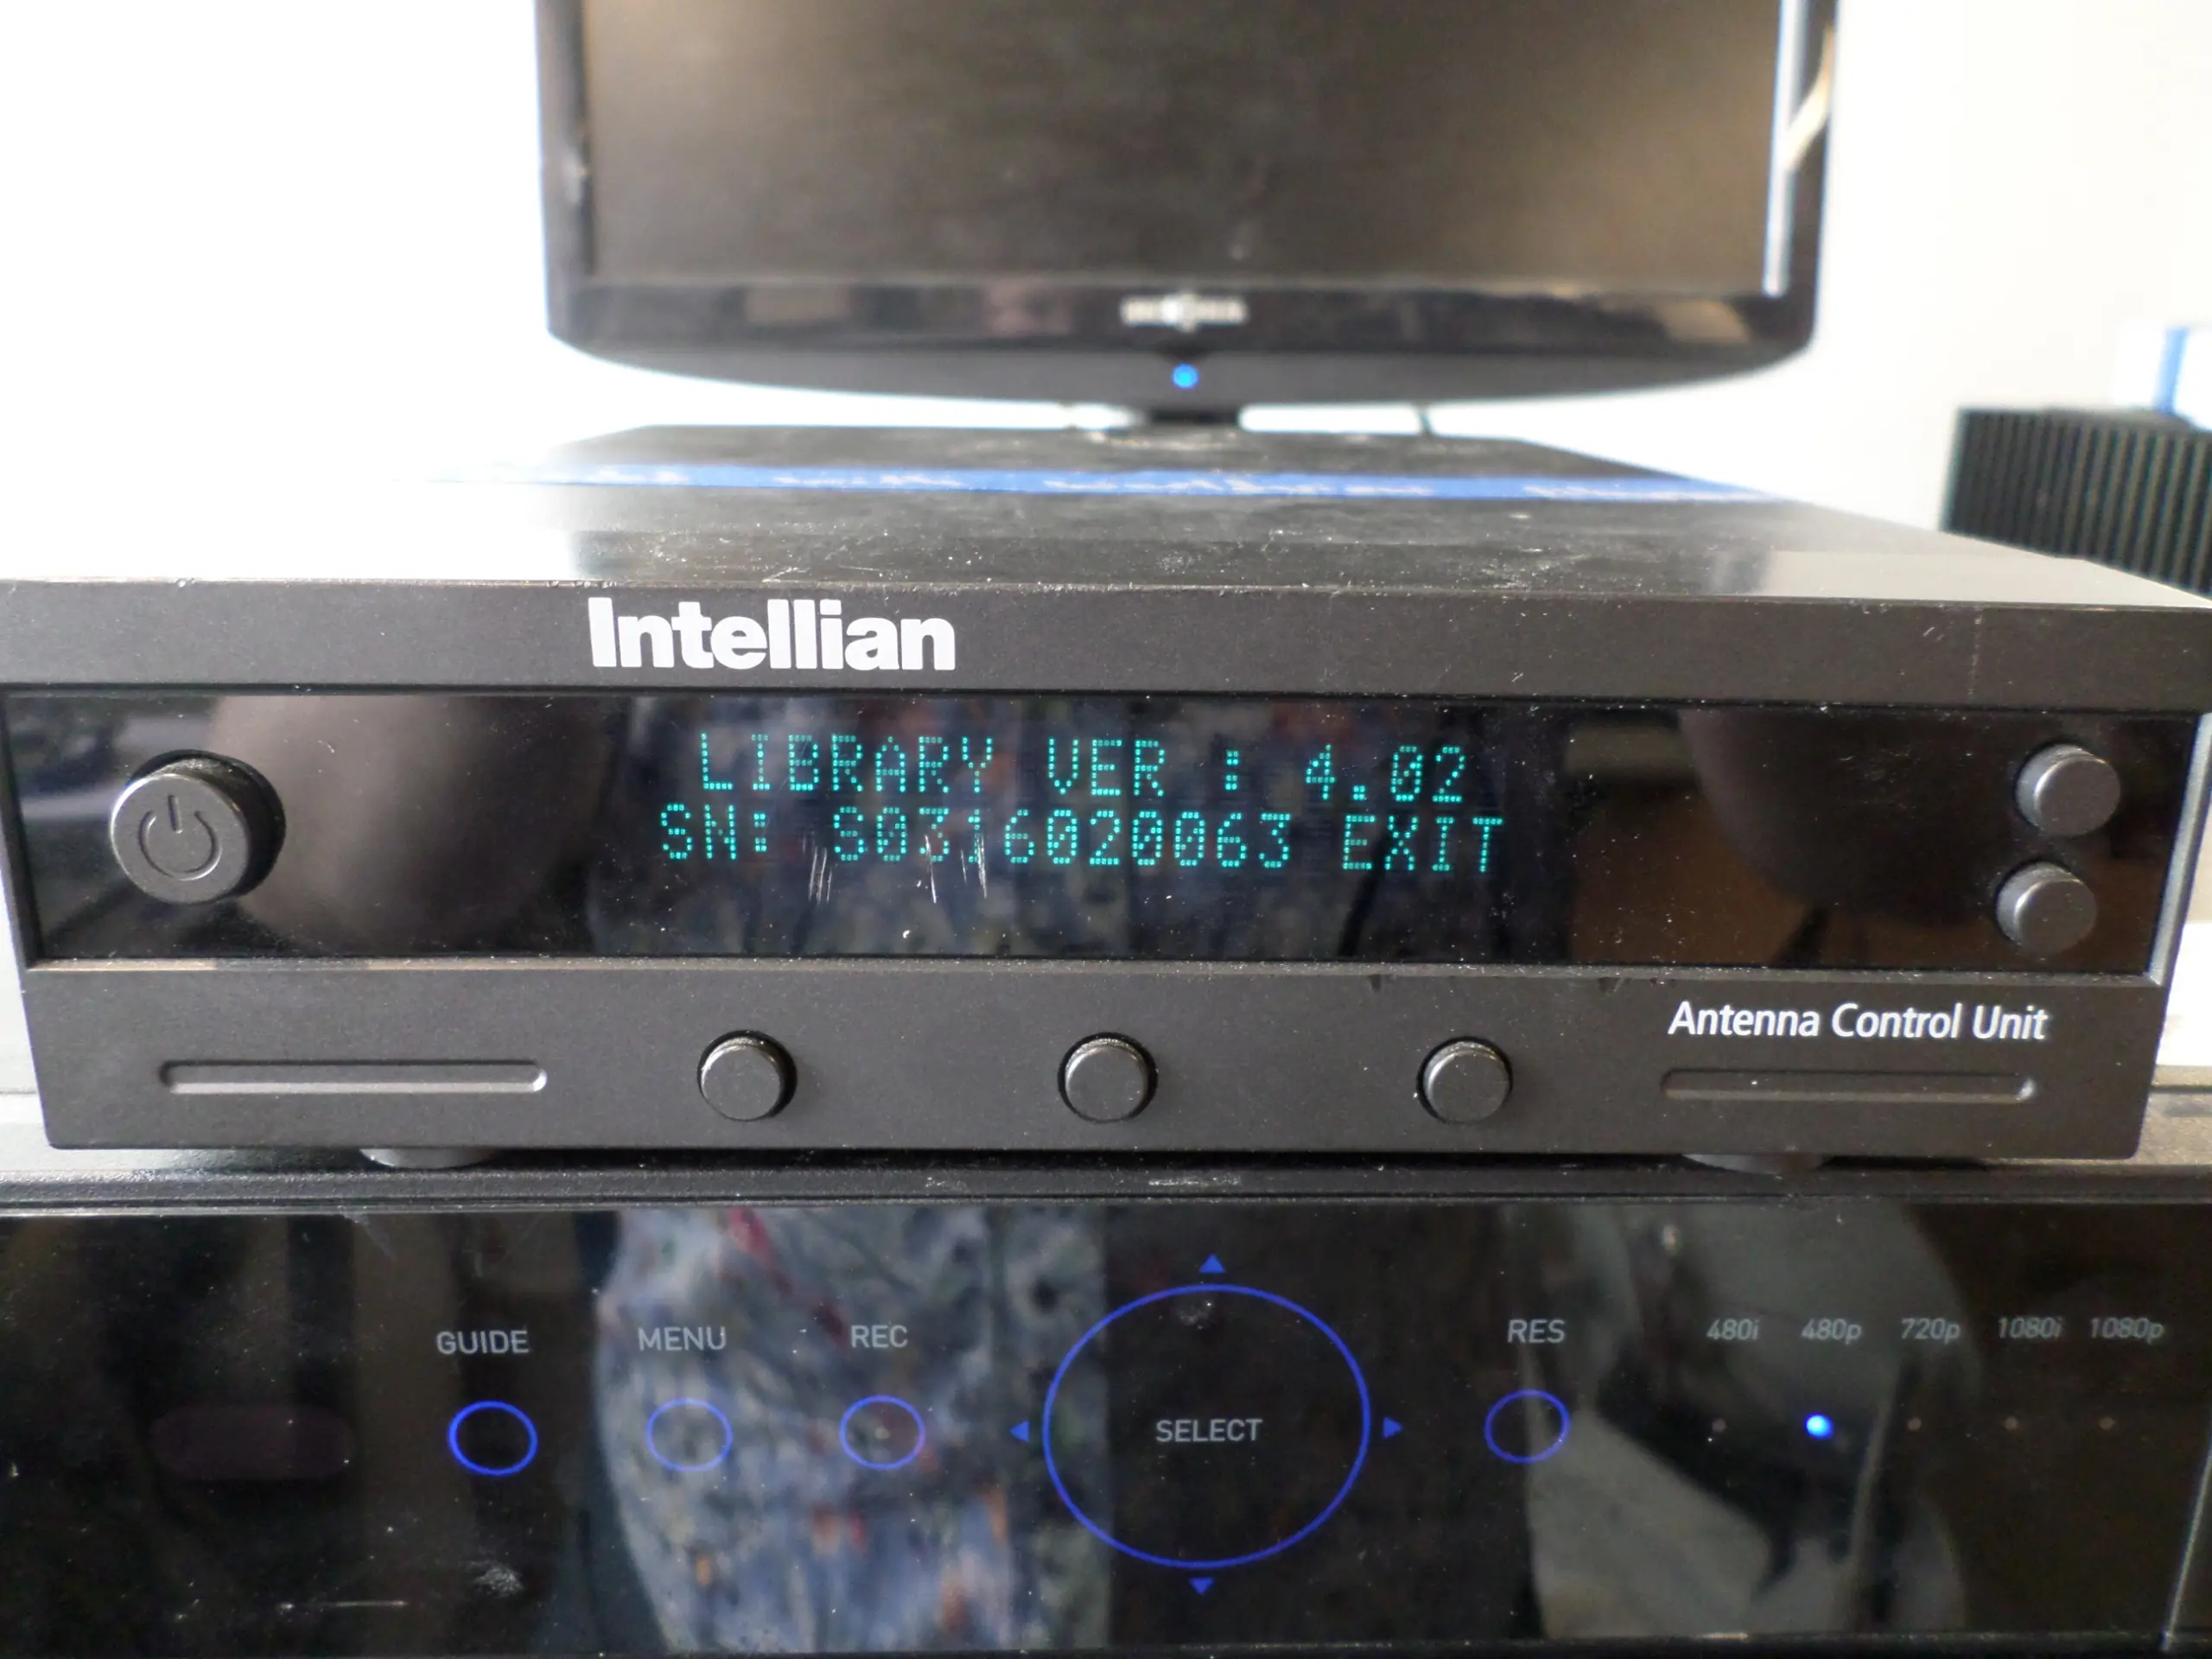 Intellian
LIBRARY VER : 4.02
SN: S0316020063 EXIT
Antenna Control Unit
GUIDE MENU REC SELECT RES 480i 480p 720p 1080i 1080p